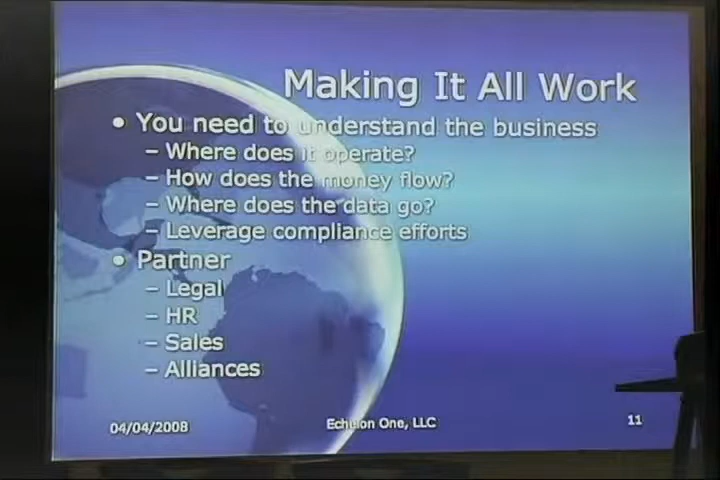 Making It All Work
• You need to understand the business
– Where does it operate?
– How does the money flow?
– Where does the data go?
– Leverage compliance efforts
• Partner
– Legal
– HR
– Sales
– Alliances
04/04/2008 Echelon One, LLC 11